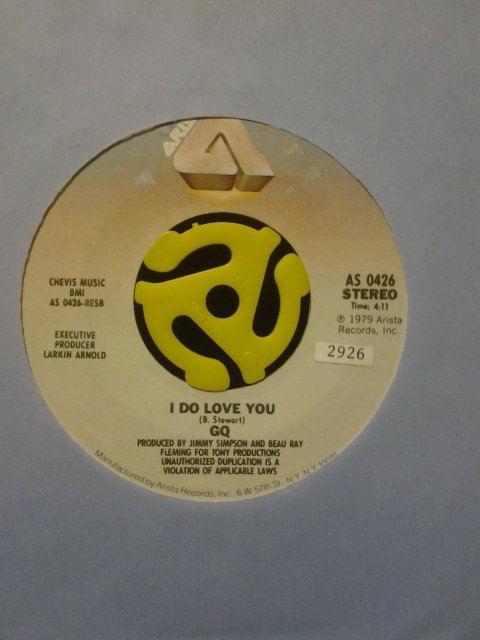 ARIS
CHEVIS MUSIC
BMI
AS 0426-RE5B
EXECUTIVE
PRODUCER
LARKIN ARNOLD
AS 0426
STEREO
Time: 4:11
℗ 1979 Arista
Records, Inc.
2926
I DO LOVE YOU
(B. Stewart)
GQ
PRODUCED BY JIMMY SIMPSON AND BEAU RAY
FLEMING FOR TONY PRODUCTIONS
UNAUTHORIZED DUPLICATION IS A
VIOLATION OF APPLICABLE LAWS
Manufactured by Arista Records, Inc., 6 W. 57th St., N.Y. N.Y.